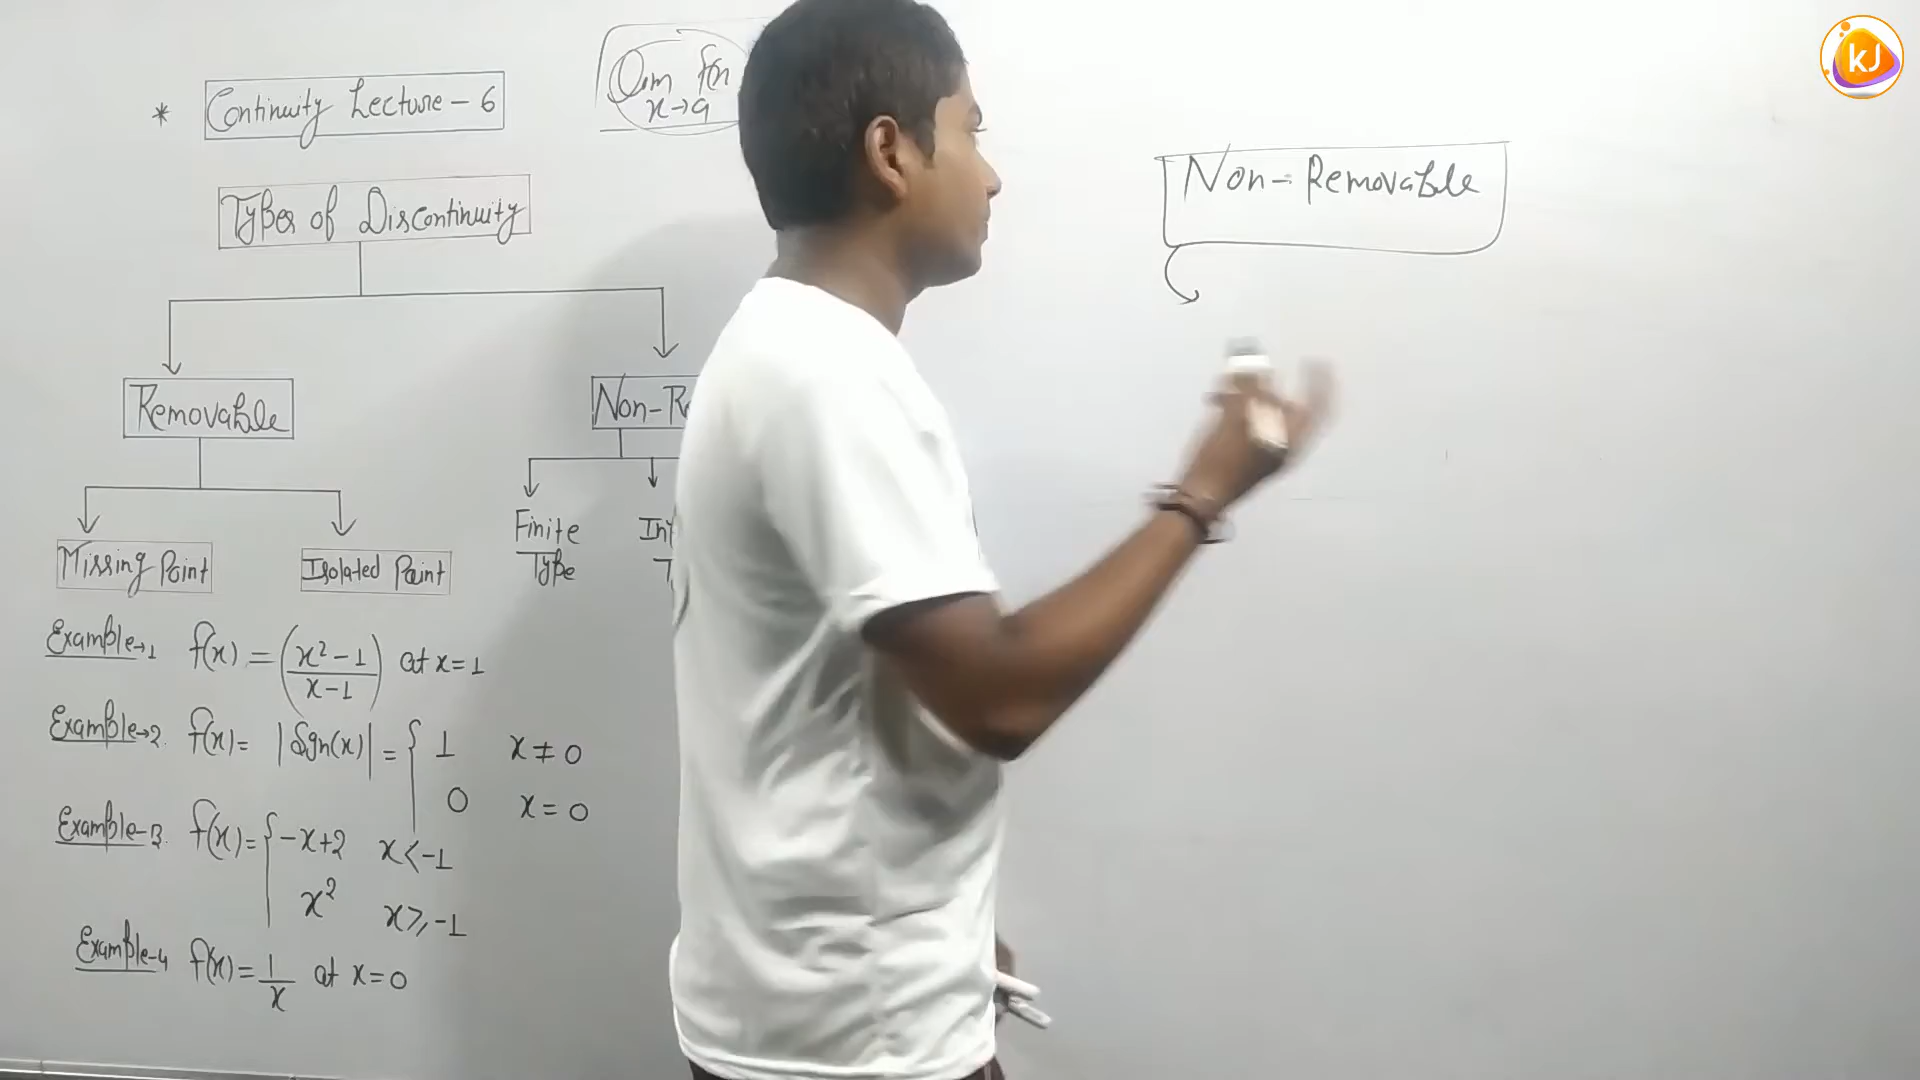 * Continuity Lecture - 6
Lim f(x
x→a
Types of Discontinuity
Removable
Non-Re
Missing Point
Isolated Point
Finite
Type
Example→1 f(x) = (x² - 1 / x - 1) at x = 1
Example→2. f(x) = | Sgn(x) | = { 1 x ≠ 0
0 x = 0
Example-3. f(x) = { -x+2 x < -1
x² x ≥ -1
Example-4 f(x) = 1/x at x = 0
Non-Removable
KJ